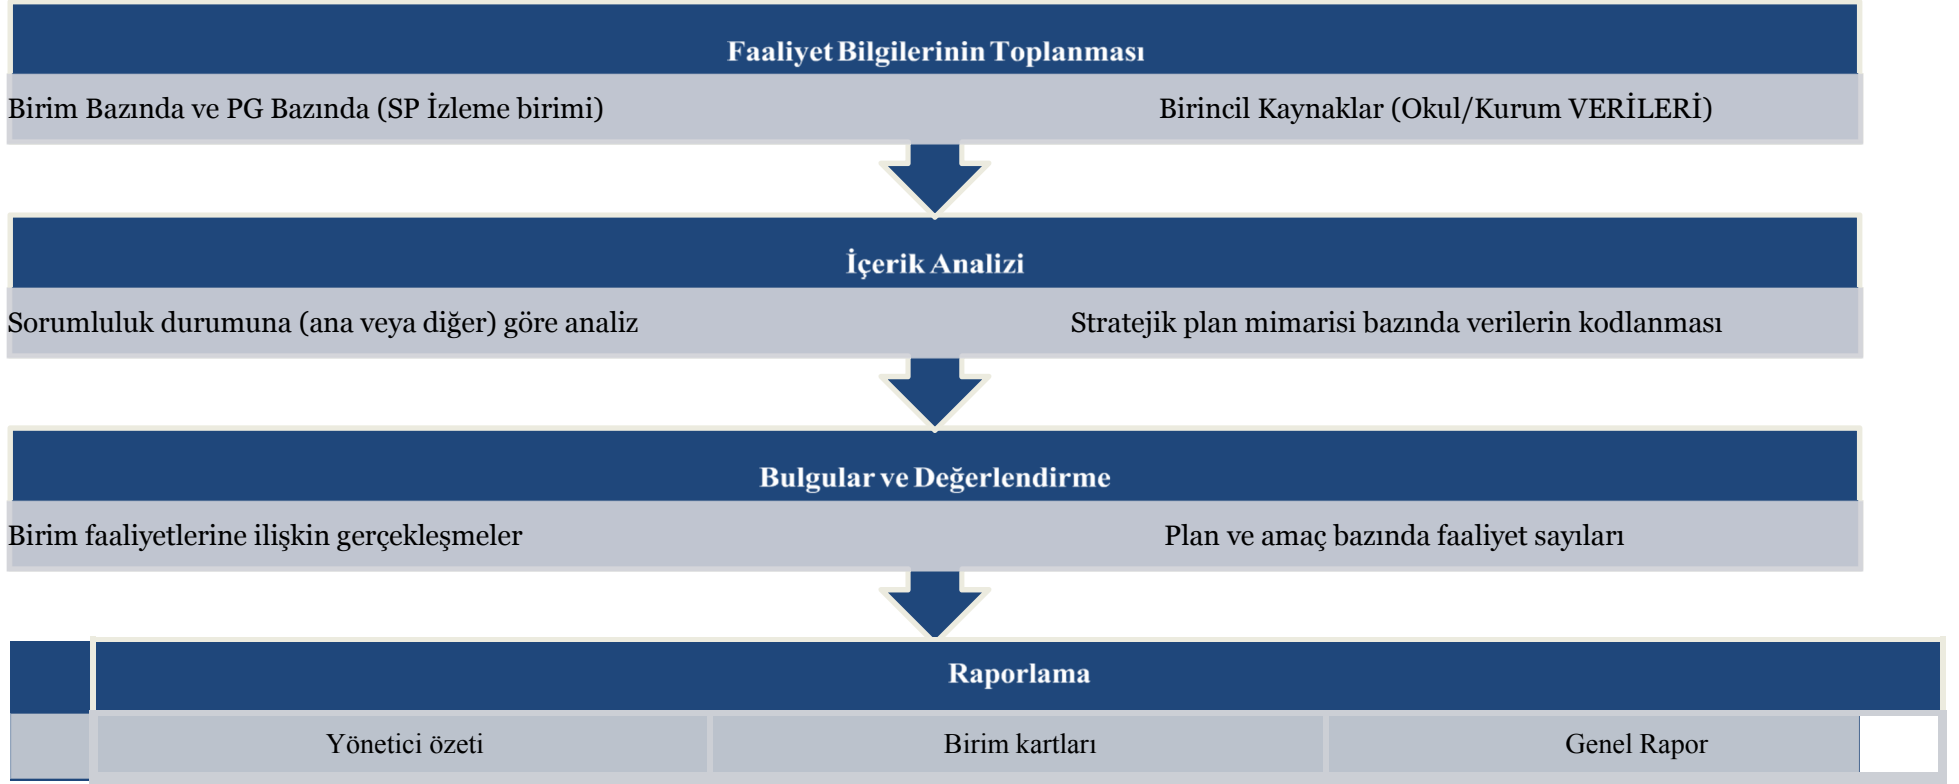 Faaliyet Bilgilerinin Toplanması
Birim Bazında ve PG Bazında (SP İzleme birimi)
Birincil Kaynaklar (Okul/Kurum VERİLERİ)
İçerik Analizi
Sorumluluk durumuna (ana veya diğer) göre analiz
Stratejik plan mimarisi bazında verilerin kodlanması
Bulgular ve Değerlendirme
Birim faaliyetlerine ilişkin gerçekleşmeler
Plan ve amaç bazında faaliyet sayıları
Raporlama
Yönetici özeti
Birim kartları
Genel Rapor